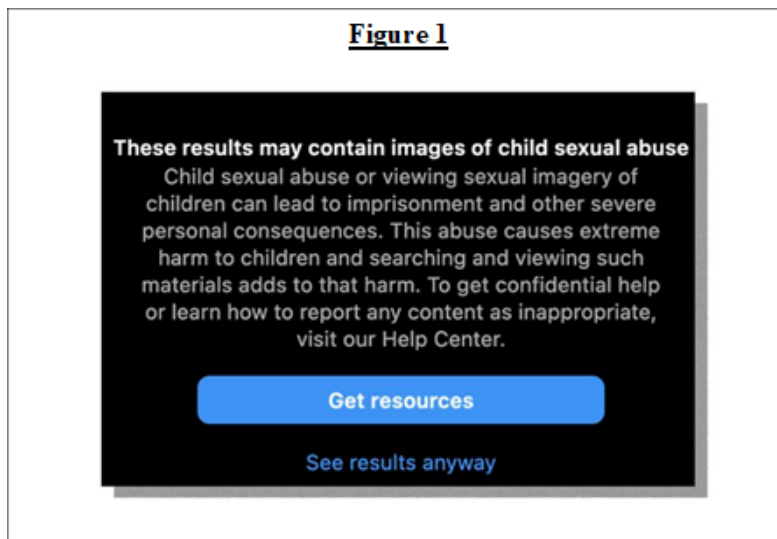 Figure 1
These results may contain images of child sexual abuse
Child sexual abuse or viewing sexual imagery of
children can lead to imprisonment and other severe
personal consequences. This abuse causes extreme
harm to children and searching and viewing such
materials adds to that harm. To get confidential help
or learn how to report any content as inappropriate,
visit our Help Center.
Get resources
See results anyway